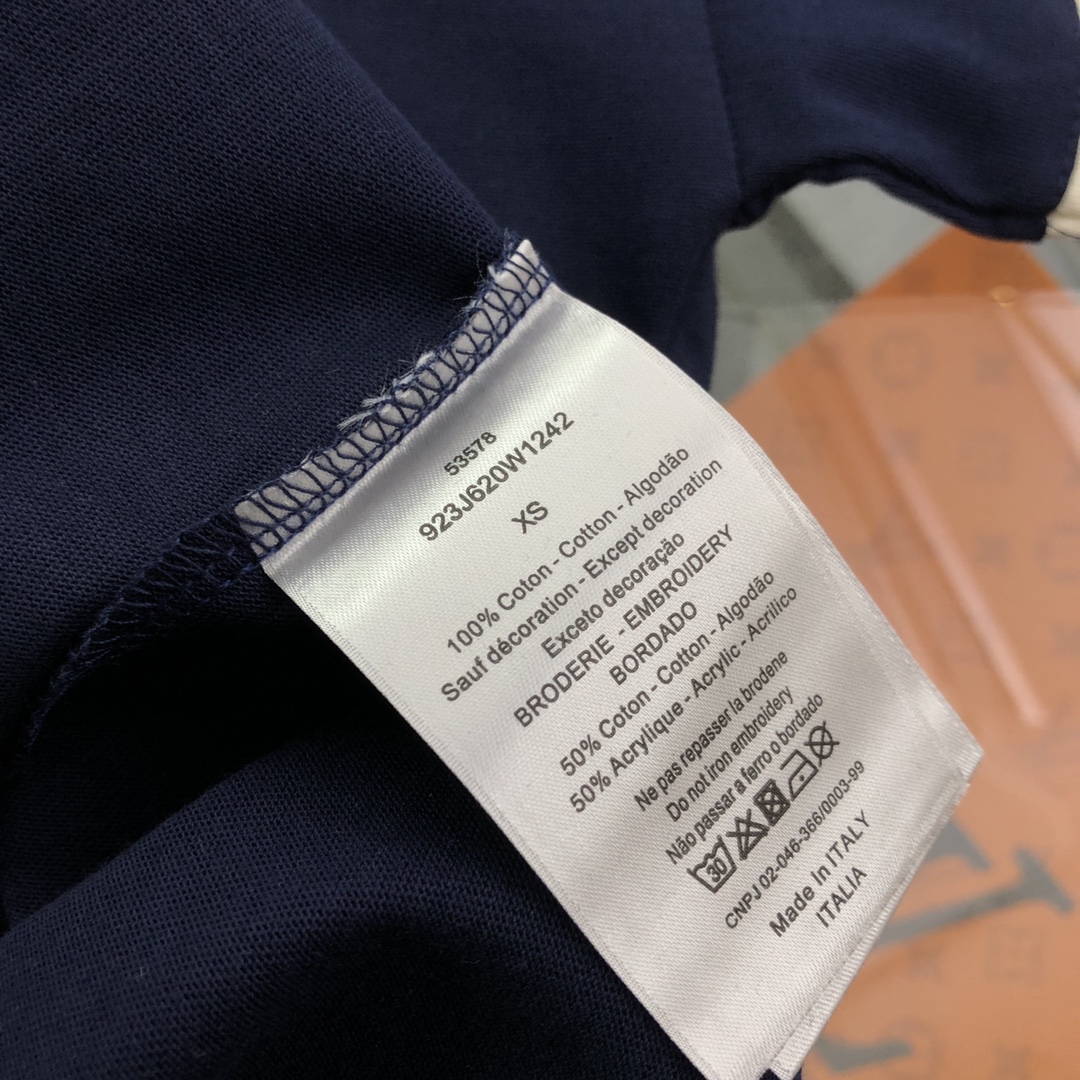 53578
923J620W1242
XS
100% Coton - Cotton - Algodão
Sauf décoration - Except decoration
Exceto decoração
BRODERIE - EMBROIDERY
BORDADO
50% Coton - Cotton - Algodão
50% Acrylique - Acrylic - Acrilico
Ne pas repasser la brodene
Do not iron embroidery
Não passar a ferro o bordado
30
CNPJ 02-046-366/0003-99
Made In ITALY
ITALIA